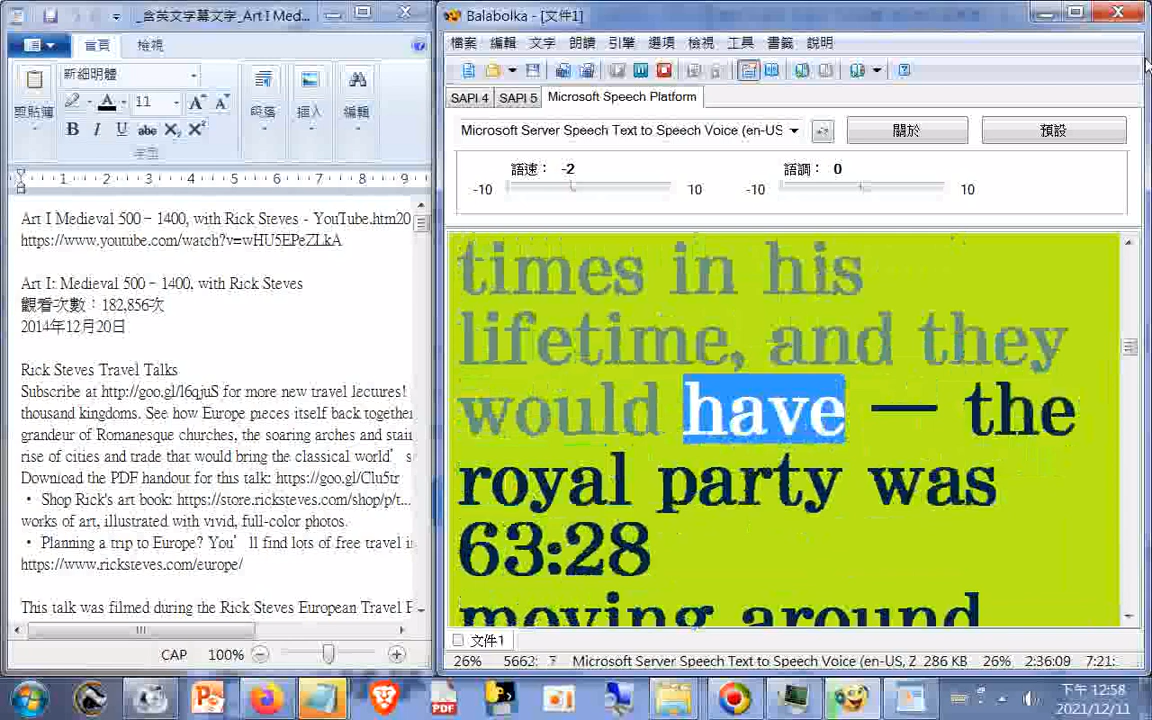 _含英文字幕文字_Art I Med...
首頁
檢視
新細明體
11
剪貼簿
段落
插入
編輯
B I U abe X X
字型
1 2 3 4 5 6 7 8 9
Art I Medieval 500 – 1400, with Rick Steves - YouTube.htm20
https://www.youtube.com/watch?v=wHU5EPeZLkA
Art I: Medieval 500 – 1400, with Rick Steves
觀看次數：182,856次
2014年12月20日
Rick Steves Travel Talks
Subscribe at http://goo.gl/l6qjuS for more new travel lectures!
thousand kingdoms. See how Europe pieces itself back together
grandeur of Romanesque churches, the soaring arches and stain
rise of cities and trade that would bring the classical world’s
Download the PDF handout for this talk: https://goo.gl/Clu5tr
• Shop Rick's art book: https://store.ricksteves.com/shop/p/t...
works of art, illustrated with vivid, full-color photos.
• Planning a trip to Europe? You’ll find lots of free travel i
https://www.ricksteves.com/europe/
This talk was filmed during the Rick Steves European Travel F
CAP 100%
Balabolka - [文件1]
檔案 編輯 文字 朗讀 引擎 選項 檢視 工具 書籤 說明
SAPI 4 SAPI 5 Microsoft Speech Platform
Microsoft Server Speech Text to Speech Voice (en-US
關於
預設
語速： -2
語調： 0
-10 10 -10 10
times in his
lifetime, and they
would have — the
royal party was
63:28
moving around
文件1
26% 5662: Microsoft Server Speech Text to Speech Voice (en-US, Z 286 KB 26% 2:36:09 7:21:
PDF
下午 12:58
2021/12/11